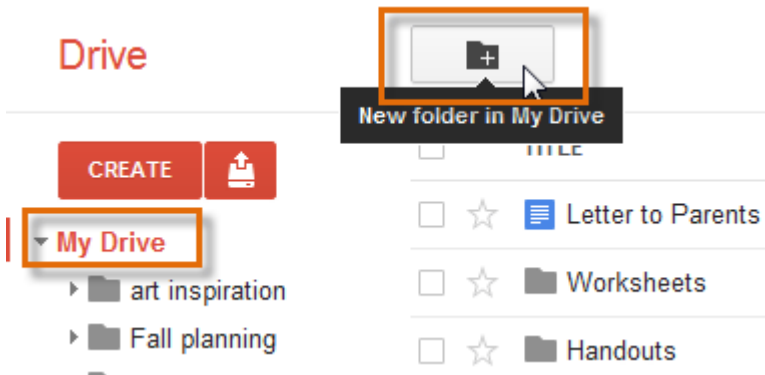 Drive
New folder in My Drive
CREATE
TITLE
My Drive
Letter to Parents
art inspiration
Worksheets
Fall planning
Handouts